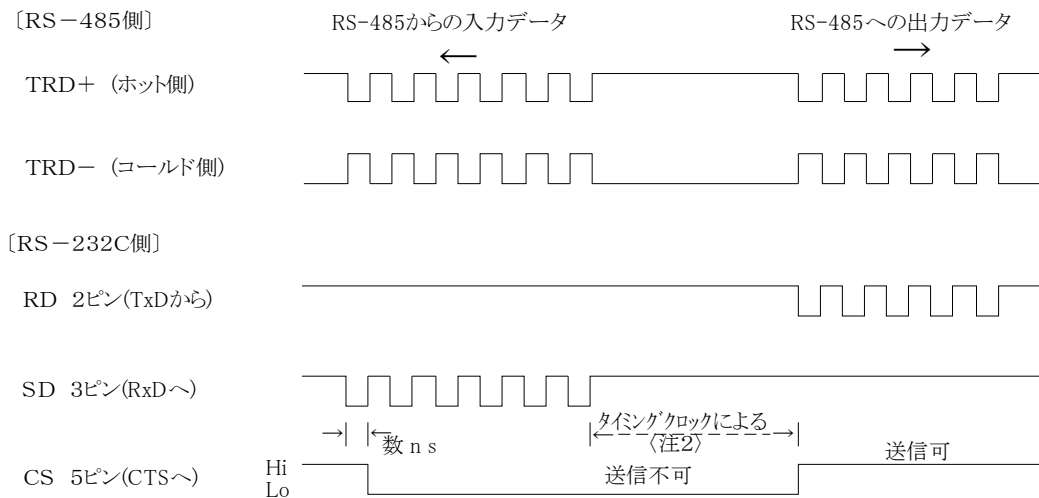 〔RS－485側〕
RS-485からの入力データ
RS-485への出力データ
←
→
TRD＋ (ホット側)
TRD－ (コールド側)
〔RS－232C側〕
RD 2ピン(TxDから)
SD 3ピン(RxDへ)
タイミングクロックによる
〈注2〉
数ns
送信可
CS 5ピン(CTSへ)
Hi
Lo
送信不可